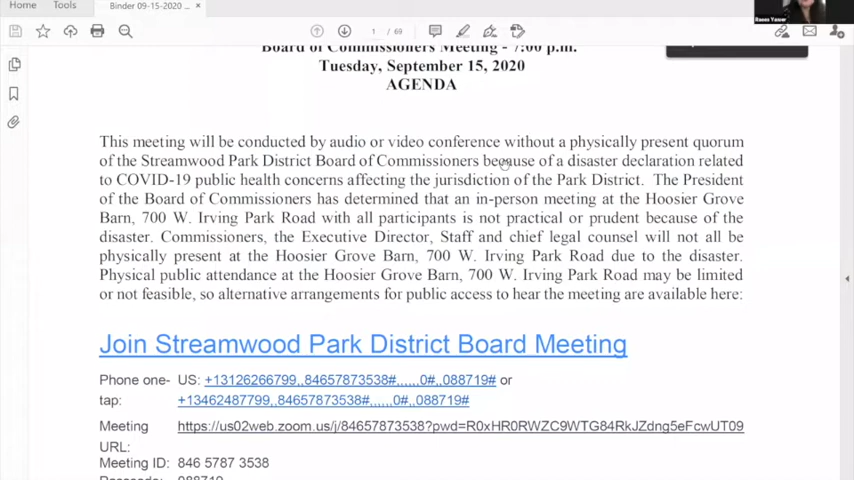 Home Tools Binder 09-15-2020 ... ×
1 / 69
Board of Commissioners Meeting - 7:00 p.m.
Tuesday, September 15, 2020
AGENDA
This meeting will be conducted by audio or video conference without a physically present quorum
of the Streamwood Park District Board of Commissioners because of a disaster declaration related
to COVID-19 public health concerns affecting the jurisdiction of the Park District. The President
of the Board of Commissioners has determined that an in-person meeting at the Hoosier Grove
Barn, 700 W. Irving Park Road with all participants is not practical or prudent because of the
disaster. Commissioners, the Executive Director, Staff and chief legal counsel will not all be
physically present at the Hoosier Grove Barn, 700 W. Irving Park Road due to the disaster.
Physical public attendance at the Hoosier Grove Barn, 700 W. Irving Park Road may be limited
or not feasible, so alternative arrangements for public access to hear the meeting are available here:
Join Streamwood Park District Board Meeting
Phone one- US: +13126266799,,84657873538#,,,,,,0#,,088719# or
tap: +13462487799,,84657873538#,,,,,,0#,,088719#
Meeting https://us02web.zoom.us/j/84657873538?pwd=R0xHR0RWZC9WTG84RkJZdng5eFcwUT09
URL:
Meeting ID: 846 5787 3538
Passcode: 088719